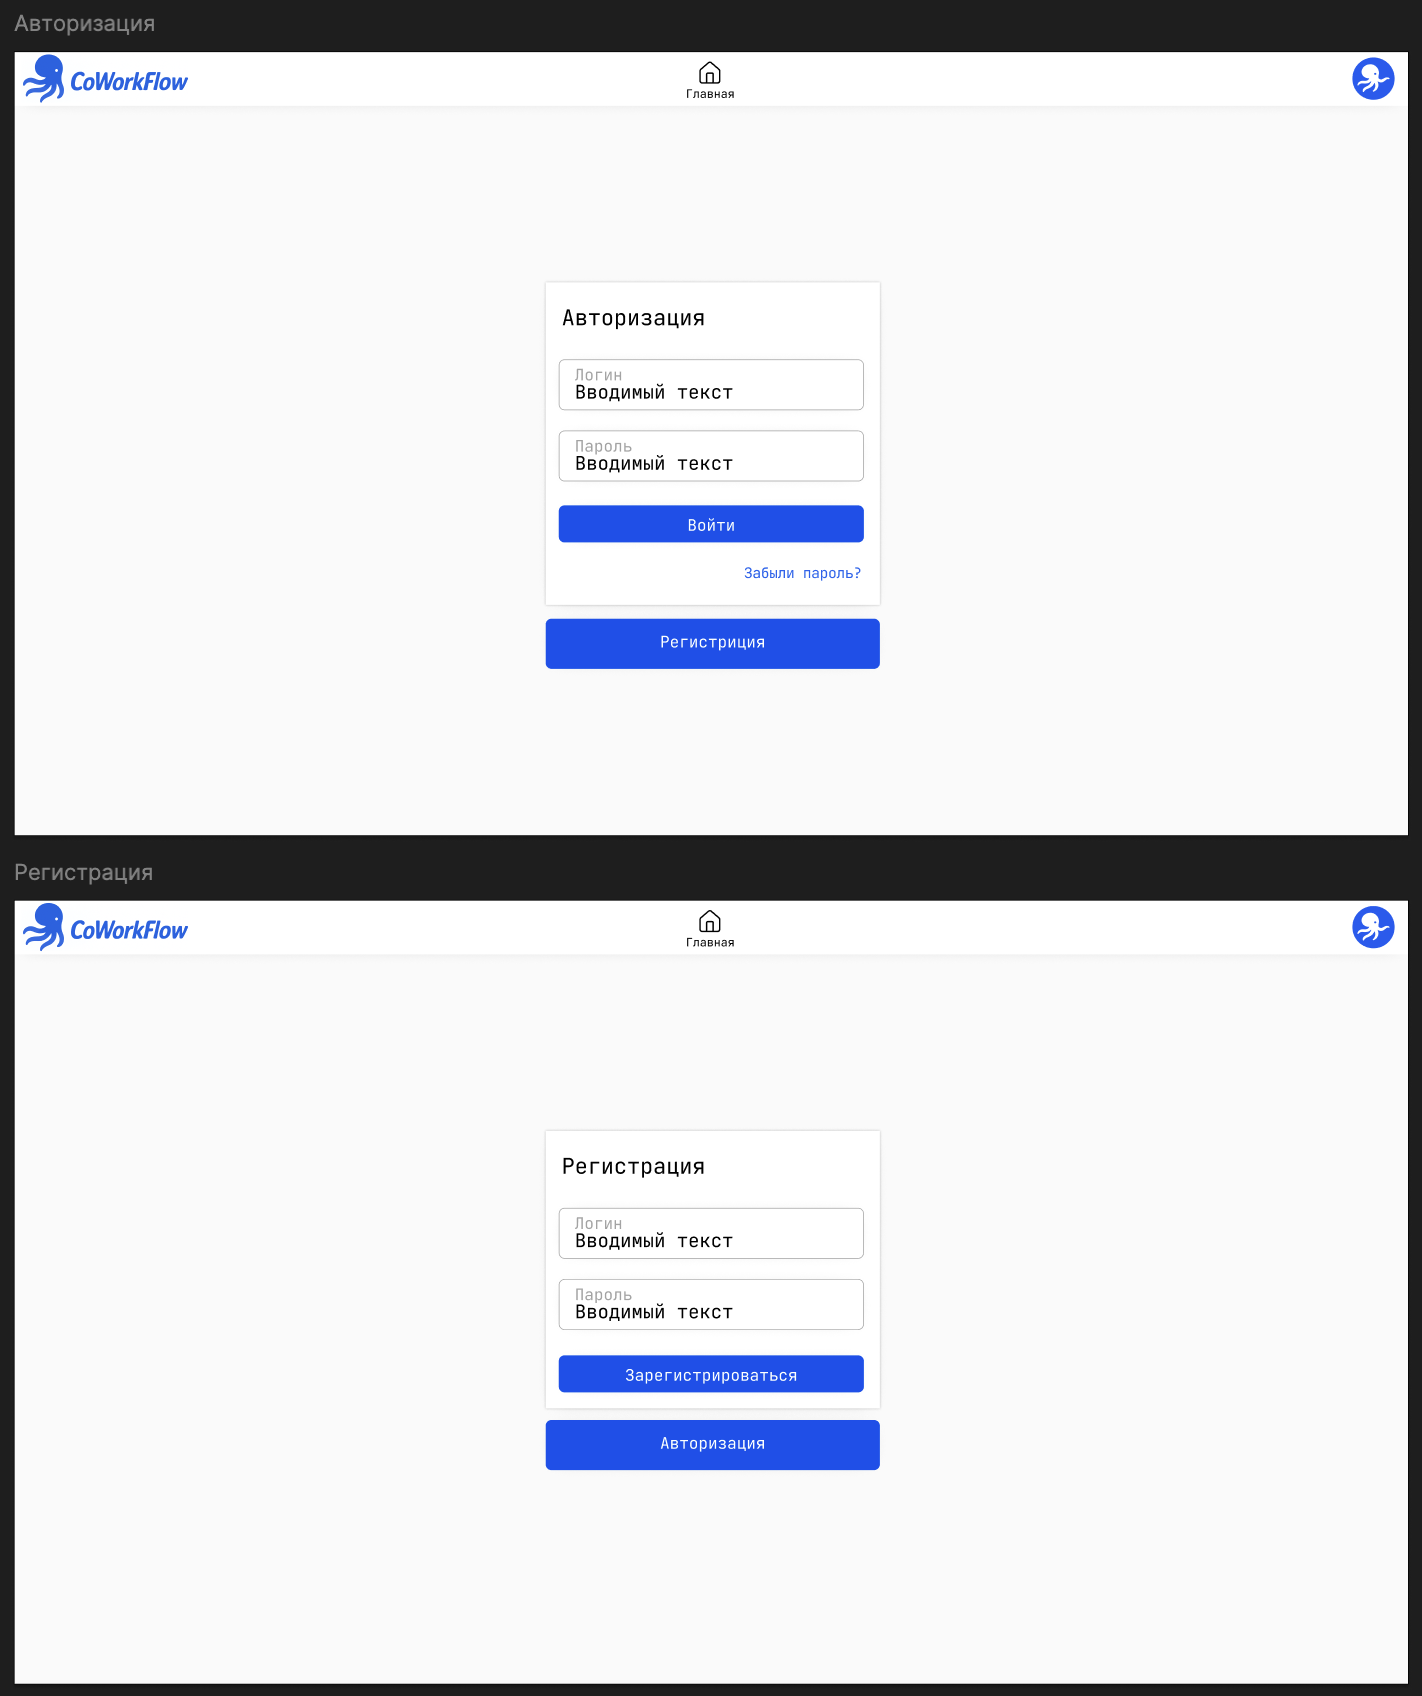 Авторизация
CoWorkFlow
Главная
Авторизация
Логин
Вводимый текст
Пароль
Вводимый текст
Войти
Забыли пароль?
Регистриция
Регистрация
CoWorkFlow
Главная
Регистрация
Логин
Вводимый текст
Пароль
Вводимый текст
Зарегистрироваться
Авторизация